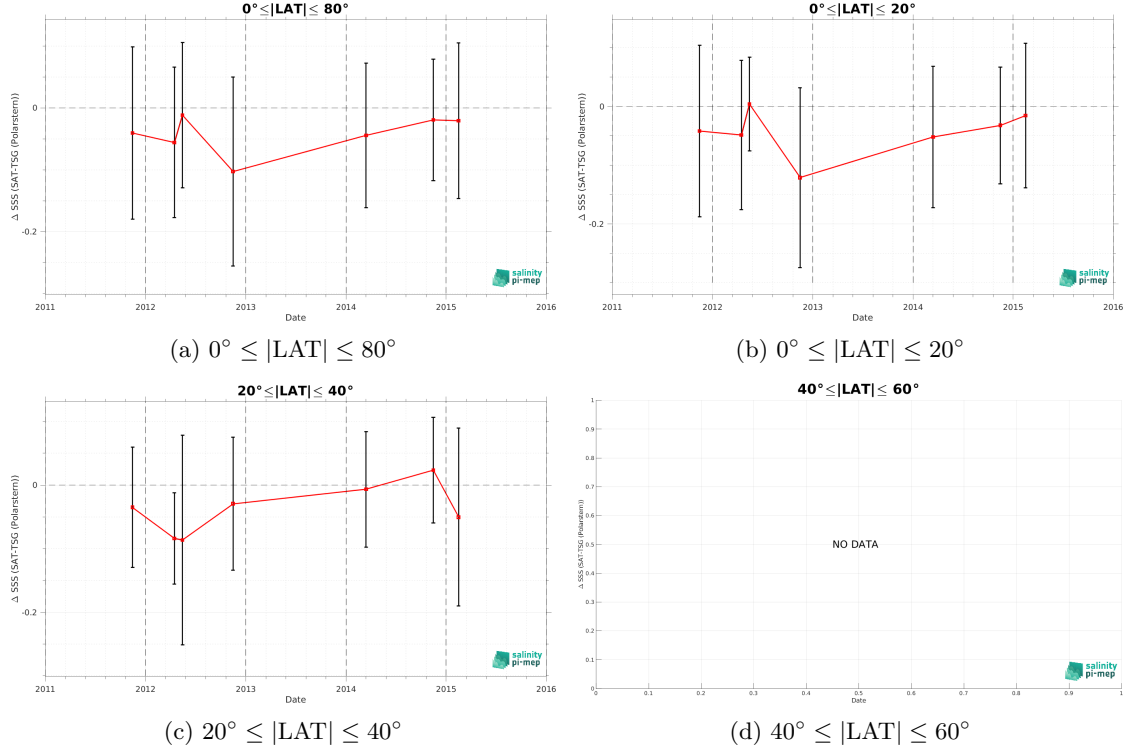 0°≤|LAT|≤ 80°
0
-0.2
Δ SSS (SAT-TSG (Polarstern))
2011 2012 2013 2014 2015 2016
Date
salinity
pi-mep
(a) 0° ≤ |LAT| ≤ 80°
0°≤|LAT|≤ 20°
0
-0.2
Δ SSS (SAT-TSG (Polarstern))
2011 2012 2013 2014 2015 2016
Date
salinity
pi-mep
(b) 0° ≤ |LAT| ≤ 20°
20°≤|LAT|≤ 40°
0
-0.2
Δ SSS (SAT-TSG (Polarstern))
2011 2012 2013 2014 2015 2016
Date
salinity
pi-mep
(c) 20° ≤ |LAT| ≤ 40°
40°≤|LAT|≤ 60°
1
0.9
0.8
0.7
0.6
0.5
0.4
0.3
0.2
0.1
0
Δ SSS (SAT-TSG (Polarstern))
NO DATA
0 0.1 0.2 0.3 0.4 0.5 0.6 0.7 0.8 0.9 1
Date
salinity
pi-mep
(d) 40° ≤ |LAT| ≤ 60°